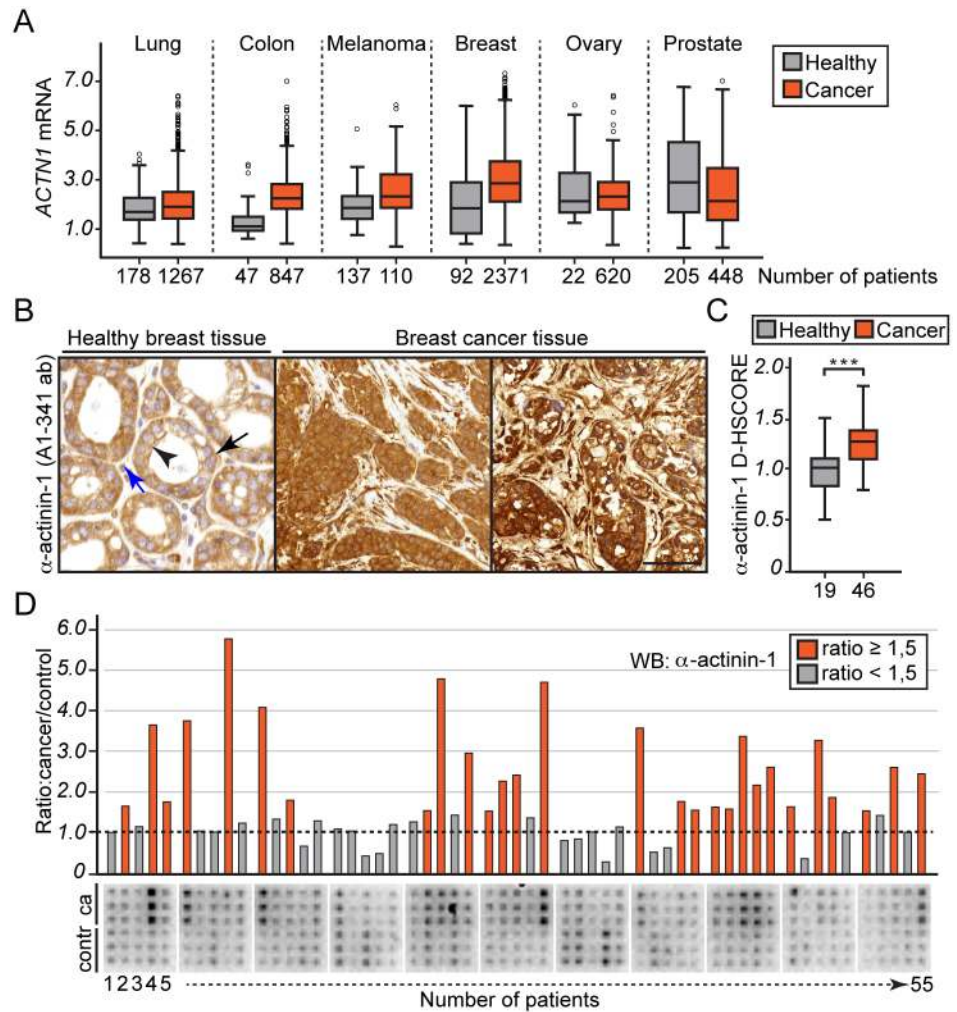 A
Lung Colon Melanoma Breast Ovary Prostate
Healthy
Cancer
ACTN1 mRNA
7.0
5.0
3.0
1.0
178 1267 47 847 137 110 92 2371 22 620 205 448 Number of patients
B
Healthy breast tissue Breast cancer tissue
α-actinin-1 (A1-341 ab)
C
Healthy Cancer
α-actinin-1 D-HSCORE
***
2.0
1.5
1.0
0.5
0
19 46
D
Ratio:cancer/control
6.0
5.0
4.0
3.0
2.0
1.0
0
WB: α-actinin-1
ratio ≥ 1,5
ratio < 1,5
ca
contr
1 2 3 4 5 55
Number of patients